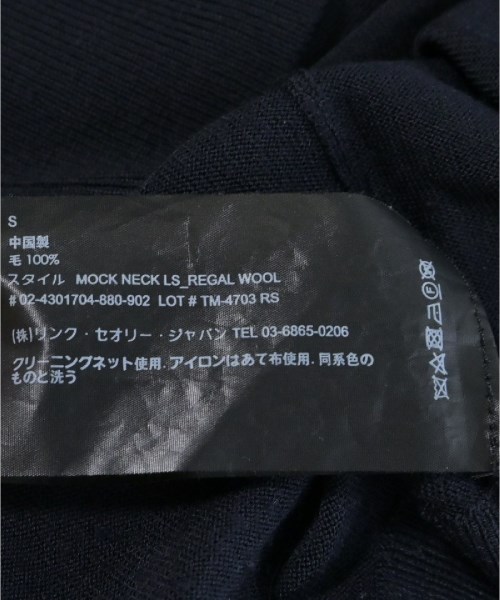 S
中国製
毛 100%
スタイル MOCK NECK LS_REGAL WOOL
# 02-4301704-880-902 LOT # TM-4703 RS
(株)リンク・セオリー・ジャパン TEL 03-6865-0206
クリーニングネット使用. アイロンはあて布使用. 同系色の
ものと洗う
F